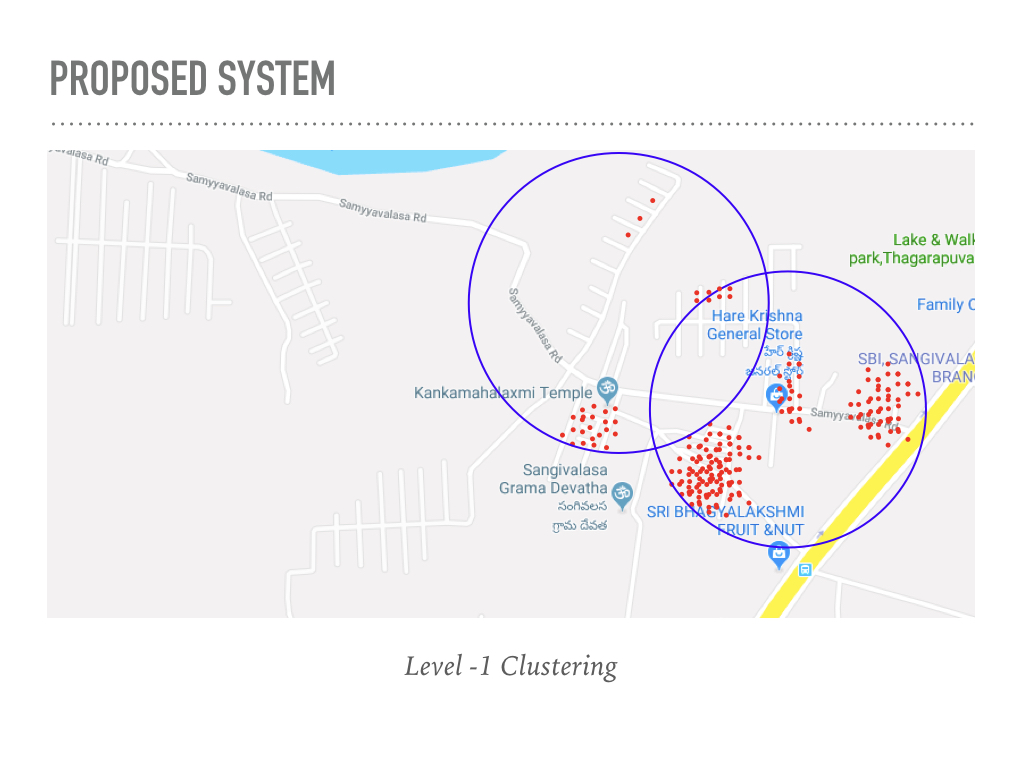 PROPOSED SYSTEM
avalasa Rd
Samyyavalasa Rd
Samyyavalasa Rd
Lake & Walk
park,Thagarapuva
Samyyavalasa Rd
Family C
Hare Krishna
General Store
హరే క్రిష్ణ
జనరల్ స్టోర్
SBI, SANGIVALA
BRANC
Kankamahalaxmi Temple
Samyyavalasa Rd
Sangivalasa
Grama Devatha
సంగివలస
గ్రామ దేవత
SRI BHAGYALAKSHMI
FRUIT &NUT
Level -1 Clustering